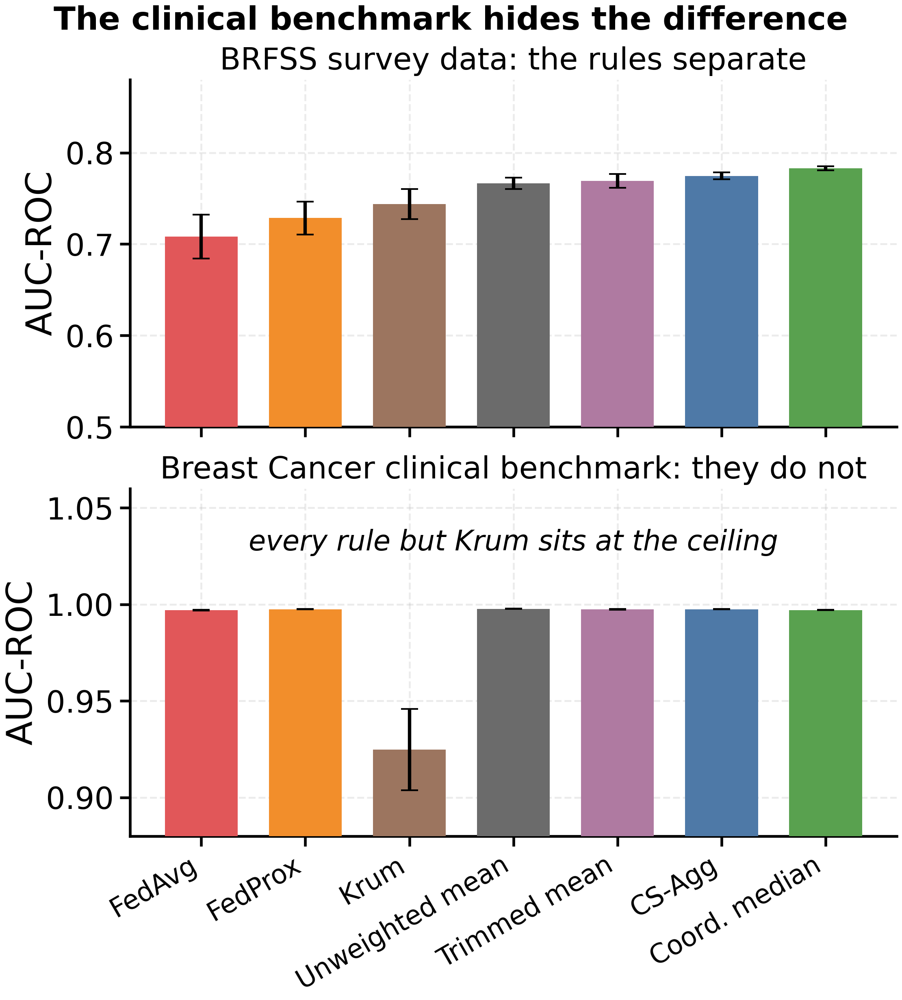 The clinical benchmark hides the difference
BRFSS survey data: the rules separate
AUC-ROC
0.8
0.7
0.6
0.5
Breast Cancer clinical benchmark: they do not
AUC-ROC
1.05
every rule but Krum sits at the ceiling
1.00
0.95
0.90
FedAvg
FedProx
Krum
Unweighted mean
Trimmed mean
CS-Agg
Coord. median